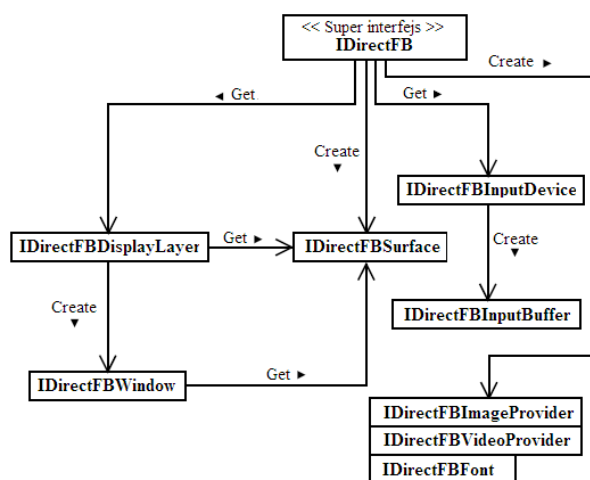 << Super interfejs >>
IDirectFB
Create ►
◄ Get
Get ►
Create
▼
IDirectFBInputDevice
IDirectFBDisplayLayer
Get ►
IDirectFBSurface
Create
▼
Create
▼
IDirectFBInputBuffer
IDirectFBWindow
Get ►
IDirectFBImageProvider
IDirectFBVideoProvider
IDirectFBFont